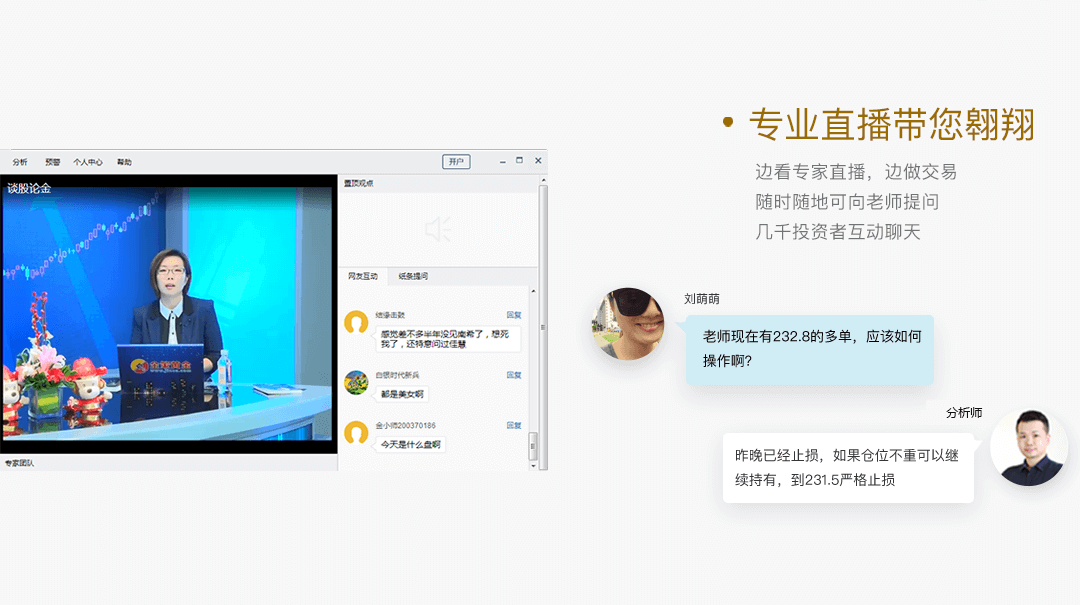 分析 预警 个人中心 帮助 开户
谈股论金
置顶观点
网友互动 纸条提问
结缘击鼓 回复
感觉差不多半年没见南希了，想死
我了，还特意问过佳慧
白银时代新兵 回复
都是美女啊
金小师200370186 回复
今天是什么盘啊
专家团队
• 专业直播带您翱翔
边看专家直播，边做交易
随时随地可向老师提问
几千投资者互动聊天
刘萌萌
老师现在有232.8的多单，应该如何
操作啊？
分析师
昨晚已经止损，如果仓位不重可以继
续持有，到231.5严格止损